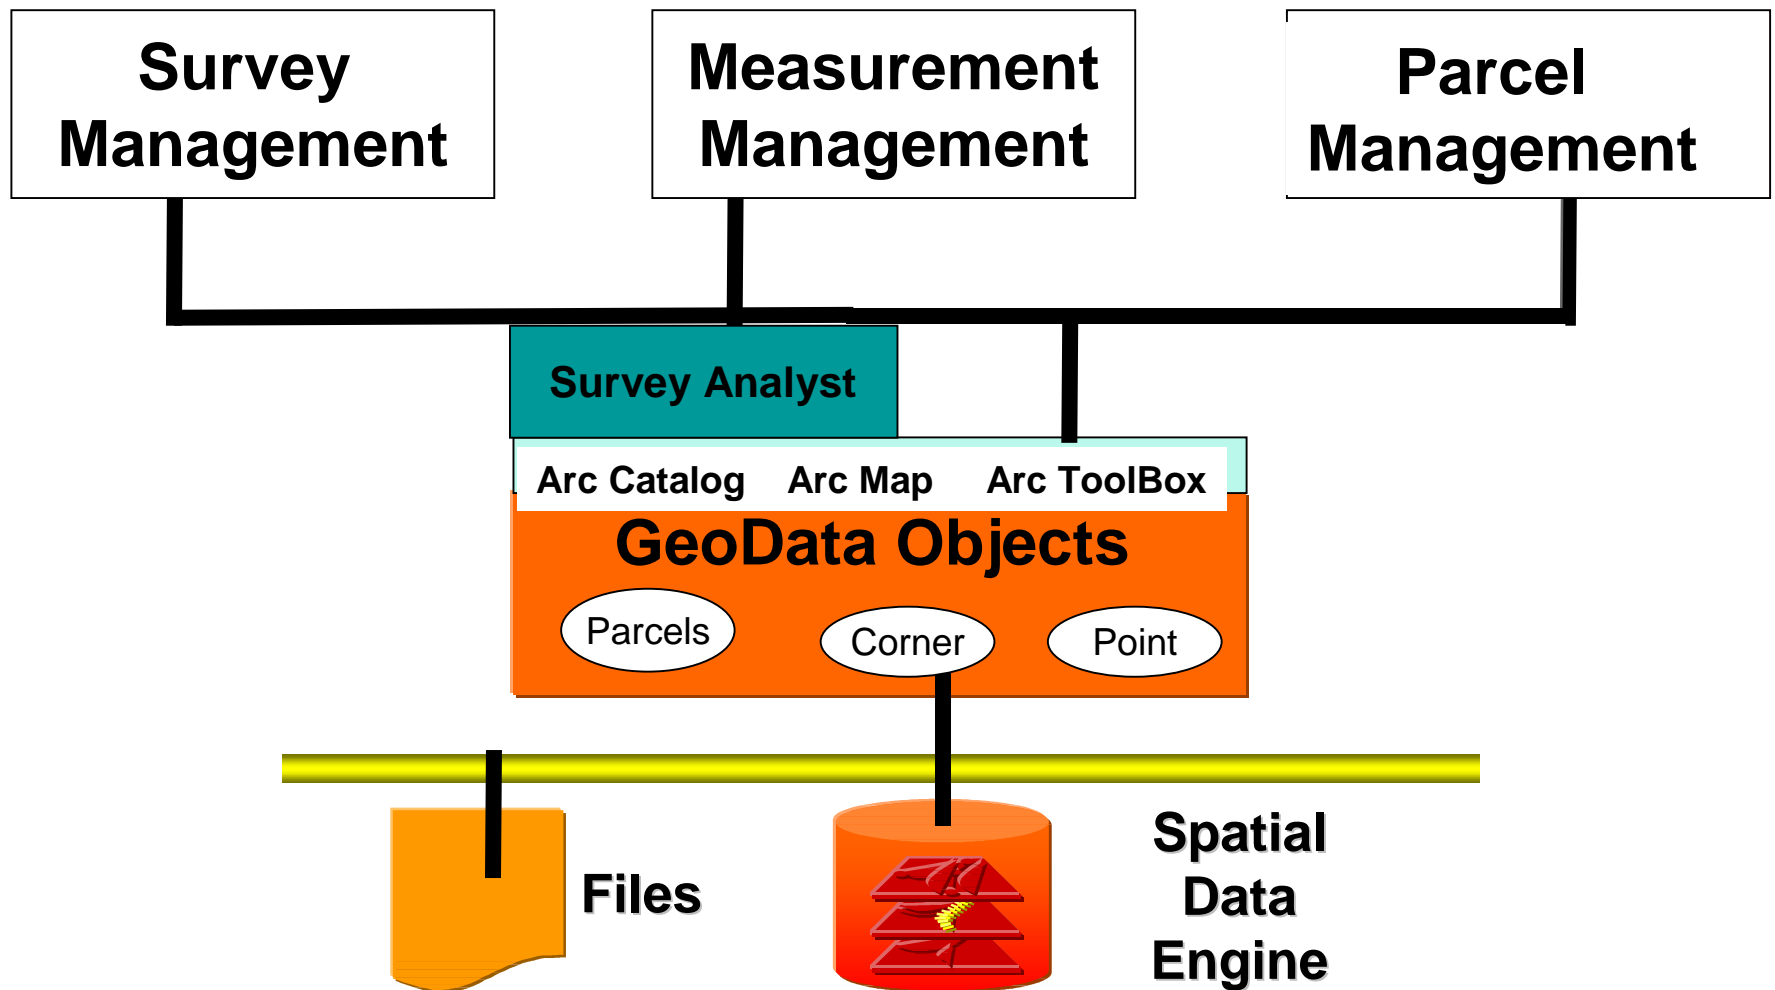 Survey
Management
Measurement
Management
Parcel
Management
Survey Analyst
Arc Catalog Arc Map Arc ToolBox
GeoData Objects
Parcels
Corner
Point
Files
Spatial
Data
Engine